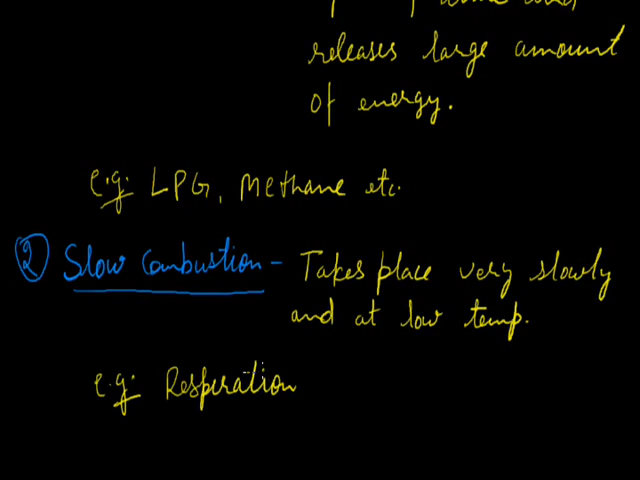 releases large amount
of energy.
e.g. LPG, Methane etc.
② Slow Combustion - Takes place very slowly
and at low temp.
e.g: Respiration